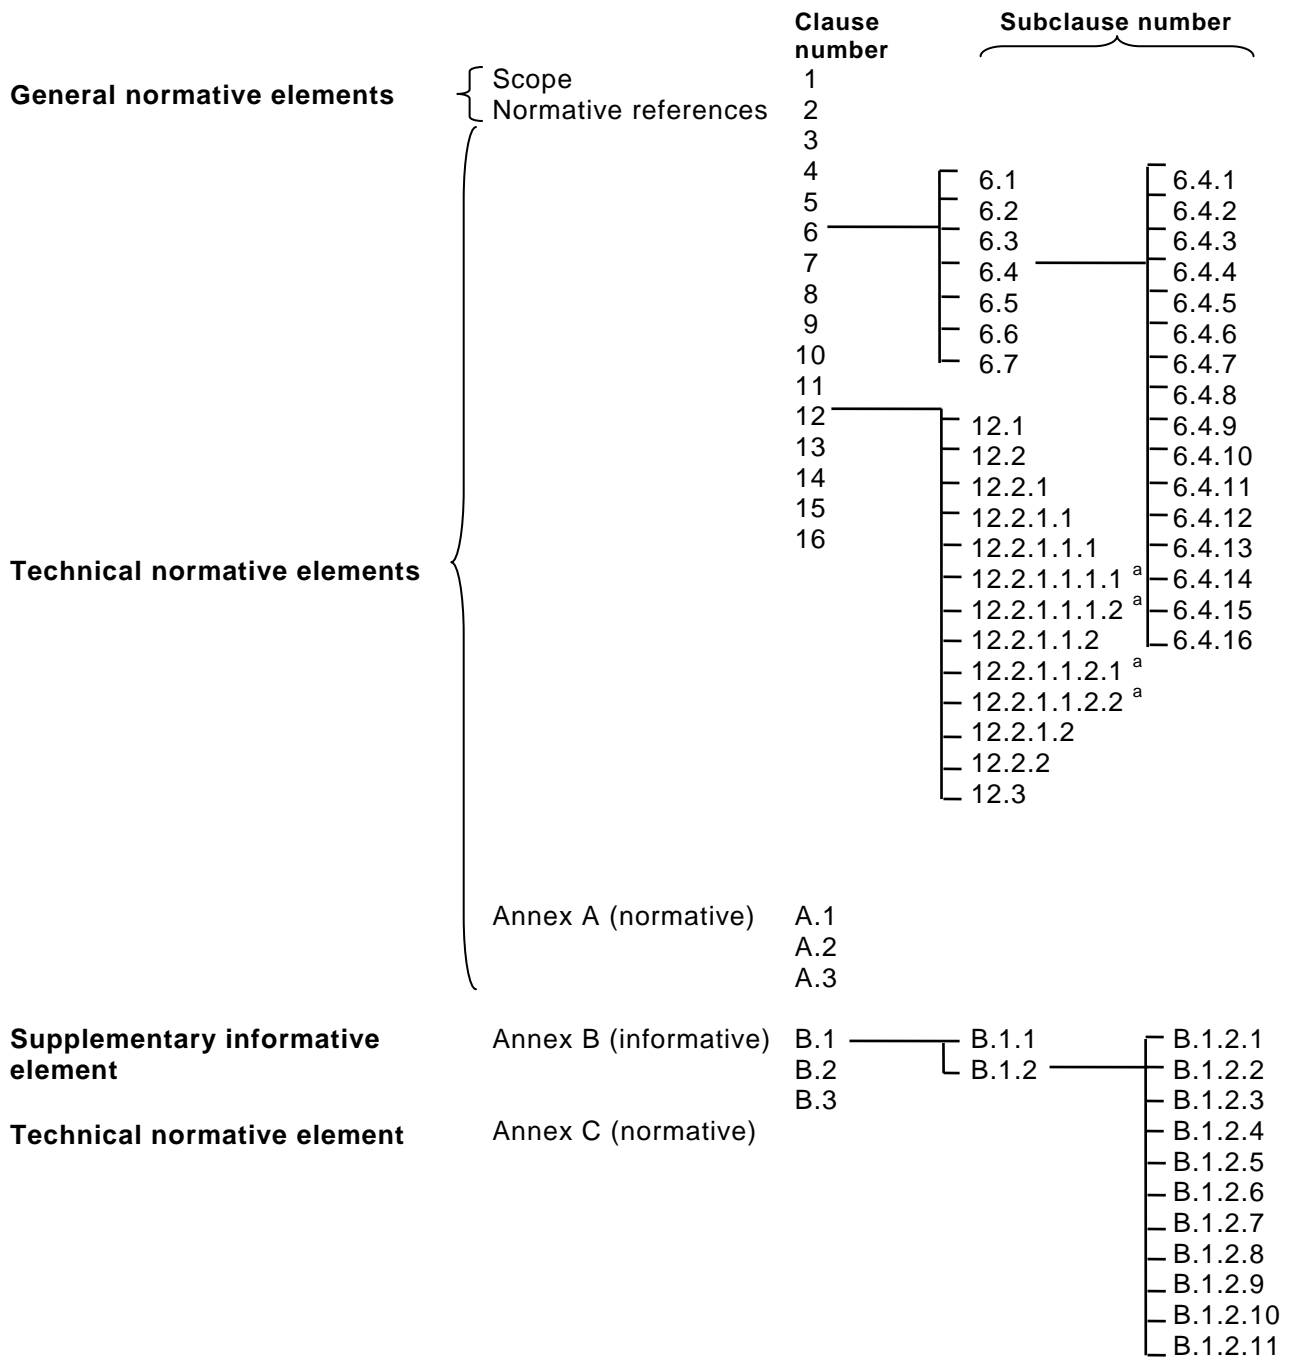 Clause number Subclause number
General normative elements
Scope 1
Normative references 2
3
4 6.1 6.4.1
5 6.2 6.4.2
6 6.3 6.4.3
7 6.4 6.4.4
8 6.5 6.4.5
9 6.6 6.4.6
10 6.7 6.4.7
11 6.4.8
12 12.1 6.4.9
13 12.2 6.4.10
14 12.2.1 6.4.11
15 12.2.1.1 6.4.12
16 12.2.1.1.1 6.4.13
Technical normative elements
12.2.1.1.1.1 a 6.4.14
12.2.1.1.1.2 a 6.4.15
12.2.1.1.2 6.4.16
12.2.1.1.2.1 a
12.2.1.1.2.2 a
12.2.1.2
12.2.2
12.3
Annex A (normative) A.1
A.2
A.3
Supplementary informative Annex B (informative) B.1 B.1.1 B.1.2.1
element B.2 B.1.2 B.1.2.2
B.3 B.1.2.3
Technical normative element Annex C (normative) B.1.2.4
B.1.2.5
B.1.2.6
B.1.2.7
B.1.2.8
B.1.2.9
B.1.2.10
B.1.2.11